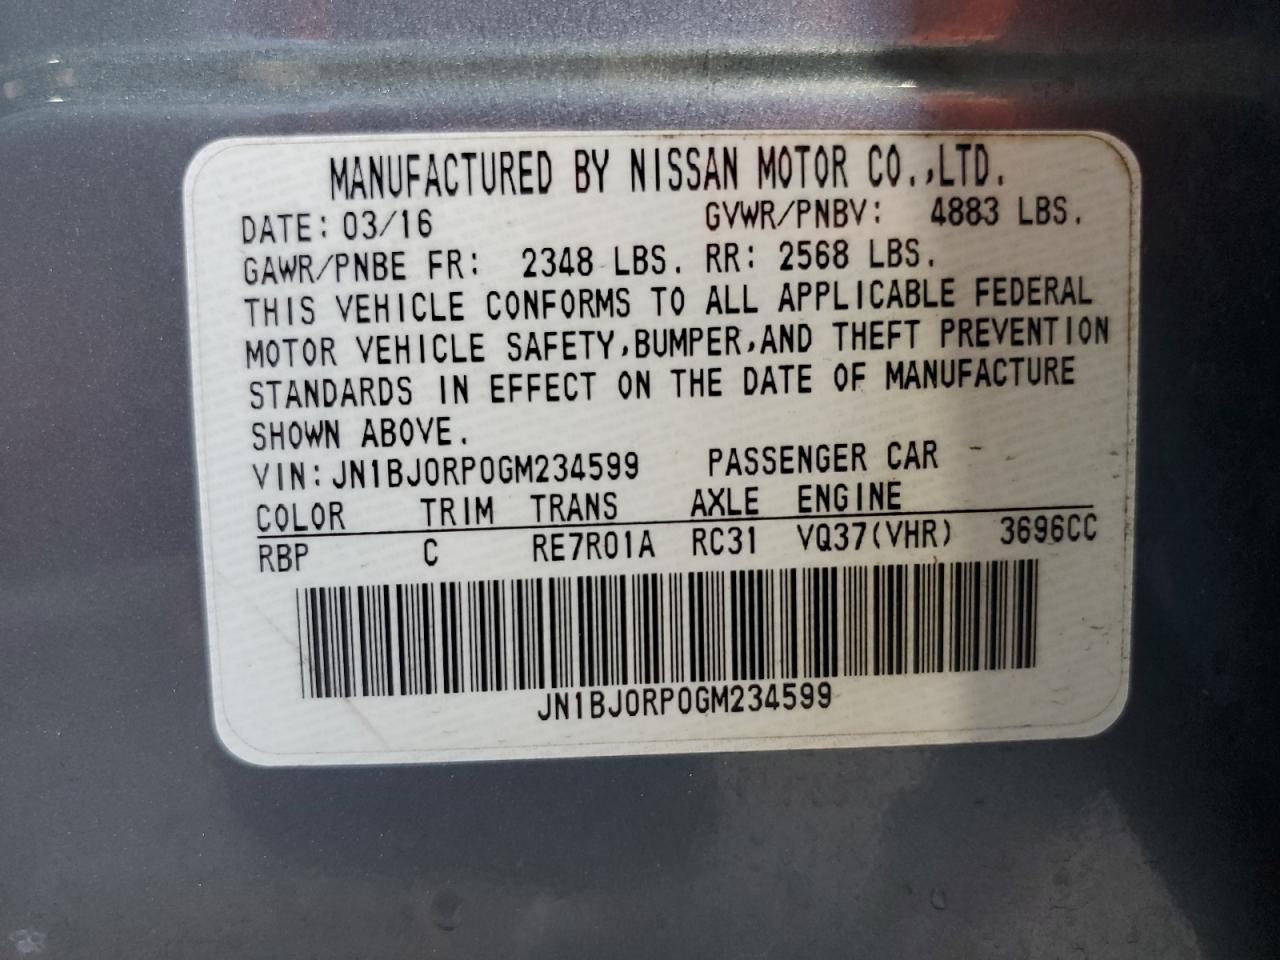 MANUFACTURED BY NISSAN MOTOR CO.,LTD.
DATE: 03/16 GVWR/PNBV: 4883 LBS.
GAWR/PNBE FR: 2348 LBS. RR: 2568 LBS.
THIS VEHICLE CONFORMS TO ALL APPLICABLE FEDERAL
MOTOR VEHICLE SAFETY,BUMPER,AND THEFT PREVENTION
STANDARDS IN EFFECT ON THE DATE OF MANUFACTURE
SHOWN ABOVE.
VIN:JN1BJ0RP0GM234599 PASSENGER CAR
COLOR TRIM TRANS AXLE ENGINE
RBP C RE7R01A RC31 VQ37(VHR) 3696CC
JN1BJ0RP0GM234599